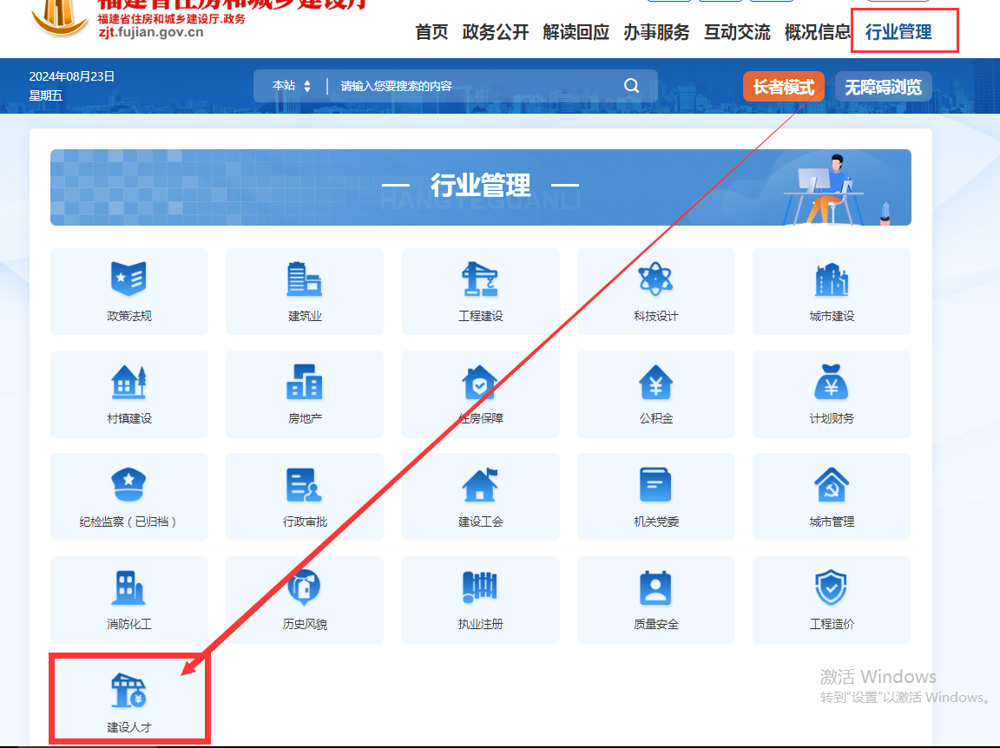 福建省住房和城乡建设厅
福建省住房和城乡建设厅.政务
zjt.fujian.gov.cn
首页 政务公开 解读回应 办事服务 互动交流 概况信息 行业管理
2024年08月23日
星期五
本站 请输入您要搜索的内容
长者模式 无障碍浏览
行业管理
HANGYEGUANLI
政策法规 建筑业 工程建设 科技设计 城市建设
村镇建设 房地产 住房保障 公积金 计划财务
纪检监察（已归档） 行政审批 建设工会 机关党委 城市管理
消防化工 历史风貌 执业注册 质量安全 工程造价
建设人才
激活 Windows
转到"设置"以激活 Windows。